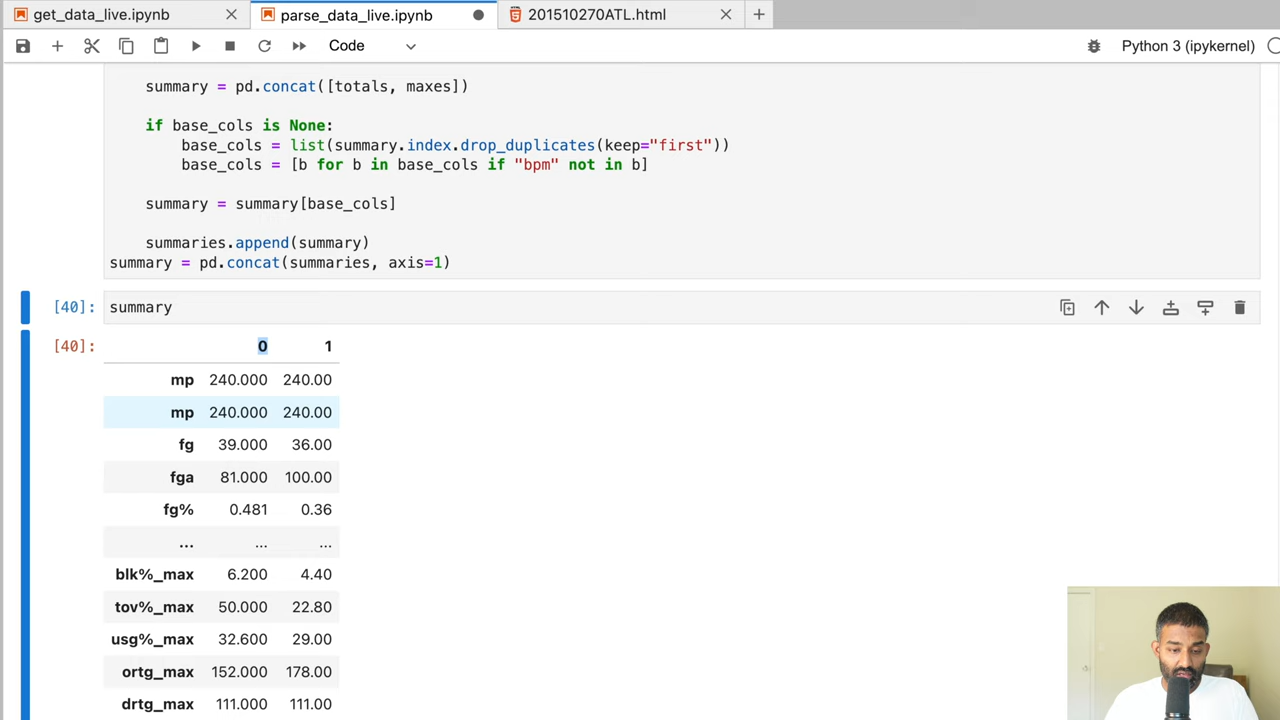 get_data_live.ipynb
parse_data_live.ipynb
201510270ATL.html
Code
Python 3 (ipykernel)
summary = pd.concat([totals, maxes])
if base_cols is None:
base_cols = list(summary.index.drop_duplicates(keep="first"))
base_cols = [b for b in base_cols if "bpm" not in b]
summary = summary[base_cols]
summaries.append(summary)
summary = pd.concat(summaries, axis=1)
[40]: summary
[40]: 0 1
mp 240.000 240.00
mp 240.000 240.00
fg 39.000 36.00
fga 81.000 100.00
fg% 0.481 0.36
... ... ...
blk%_max 6.200 4.40
tov%_max 50.000 22.80
usg%_max 32.600 29.00
ortg_max 152.000 178.00
drtg_max 111.000 111.00